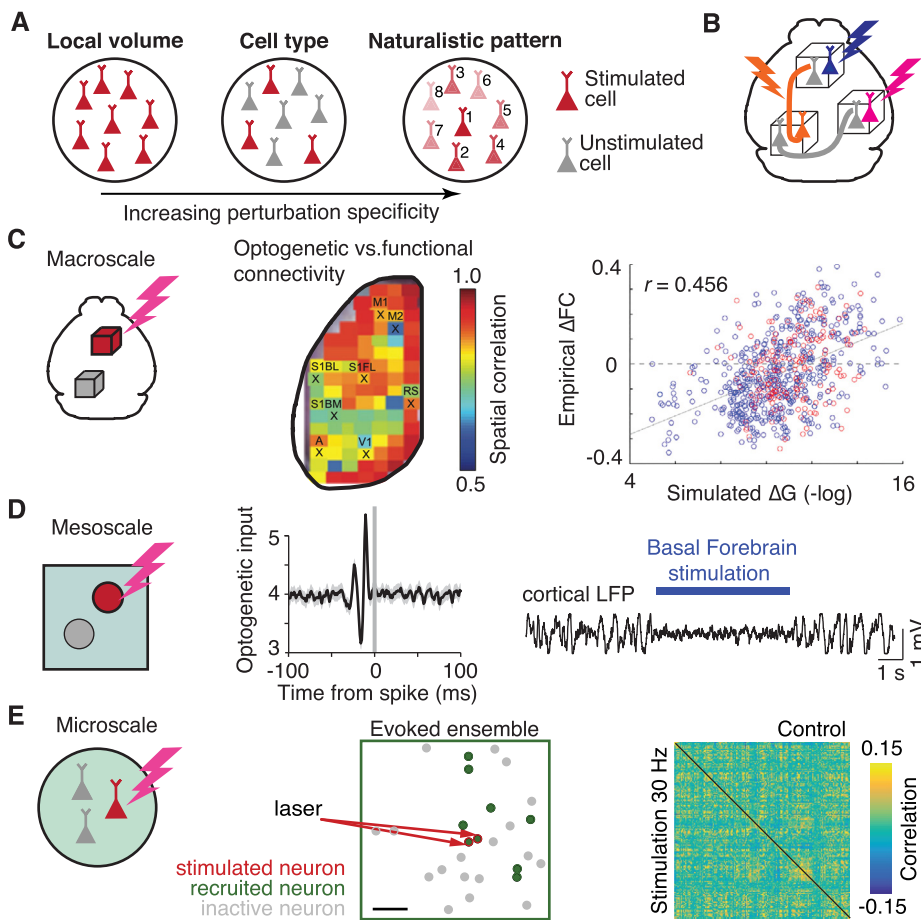 A
Local volume
Cell type
Naturalistic pattern
3
6
8
1
5
7
2
4
Stimulated
cell
Unstimulated
cell
Increasing perturbation specificity
B
C
Macroscale
Optogenetic vs.functional
connectivity
1.0
Spatial correlation
0.5
M1
X
M2
X
S1BL
X
S1FL
X
RS
X
S1BM
X
A
X
V1
X
0.4
r = 0.456
Empirical ΔFC
0
-0.4
4
16
Simulated ΔG (-log)
D
Mesoscale
Optogenetic input
5
4
3
-100
0
100
Time from spike (ms)
Basal Forebrain
stimulation
cortical LFP
1 s
1 mV
E
Microscale
Evoked ensemble
laser
stimulated neuron
recruited neuron
inactive neuron
Control
Stimulation 30 Hz
0.15
Correlation
-0.15